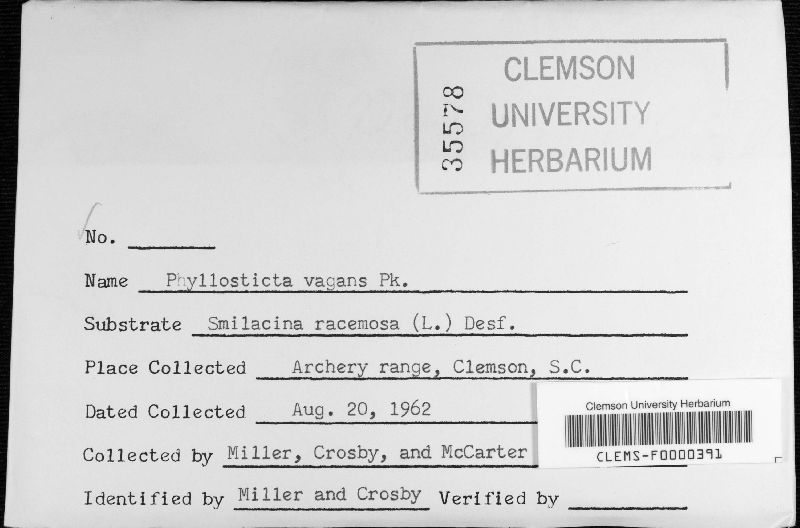 CLEMSON
UNIVERSITY
HERBARIUM
35578
No.
Name Phyllosticta vagans Pk.
Substrate Smilacina racemosa (L.) Desf.
Place Collected Archery range, Clemson, S.C.
Dated Collected Aug. 20, 1962
Clemson University Herbarium
CLEMS-F0000391
Collected by Miller, Crosby, and McCarter
Identified by Miller and Crosby Verified by